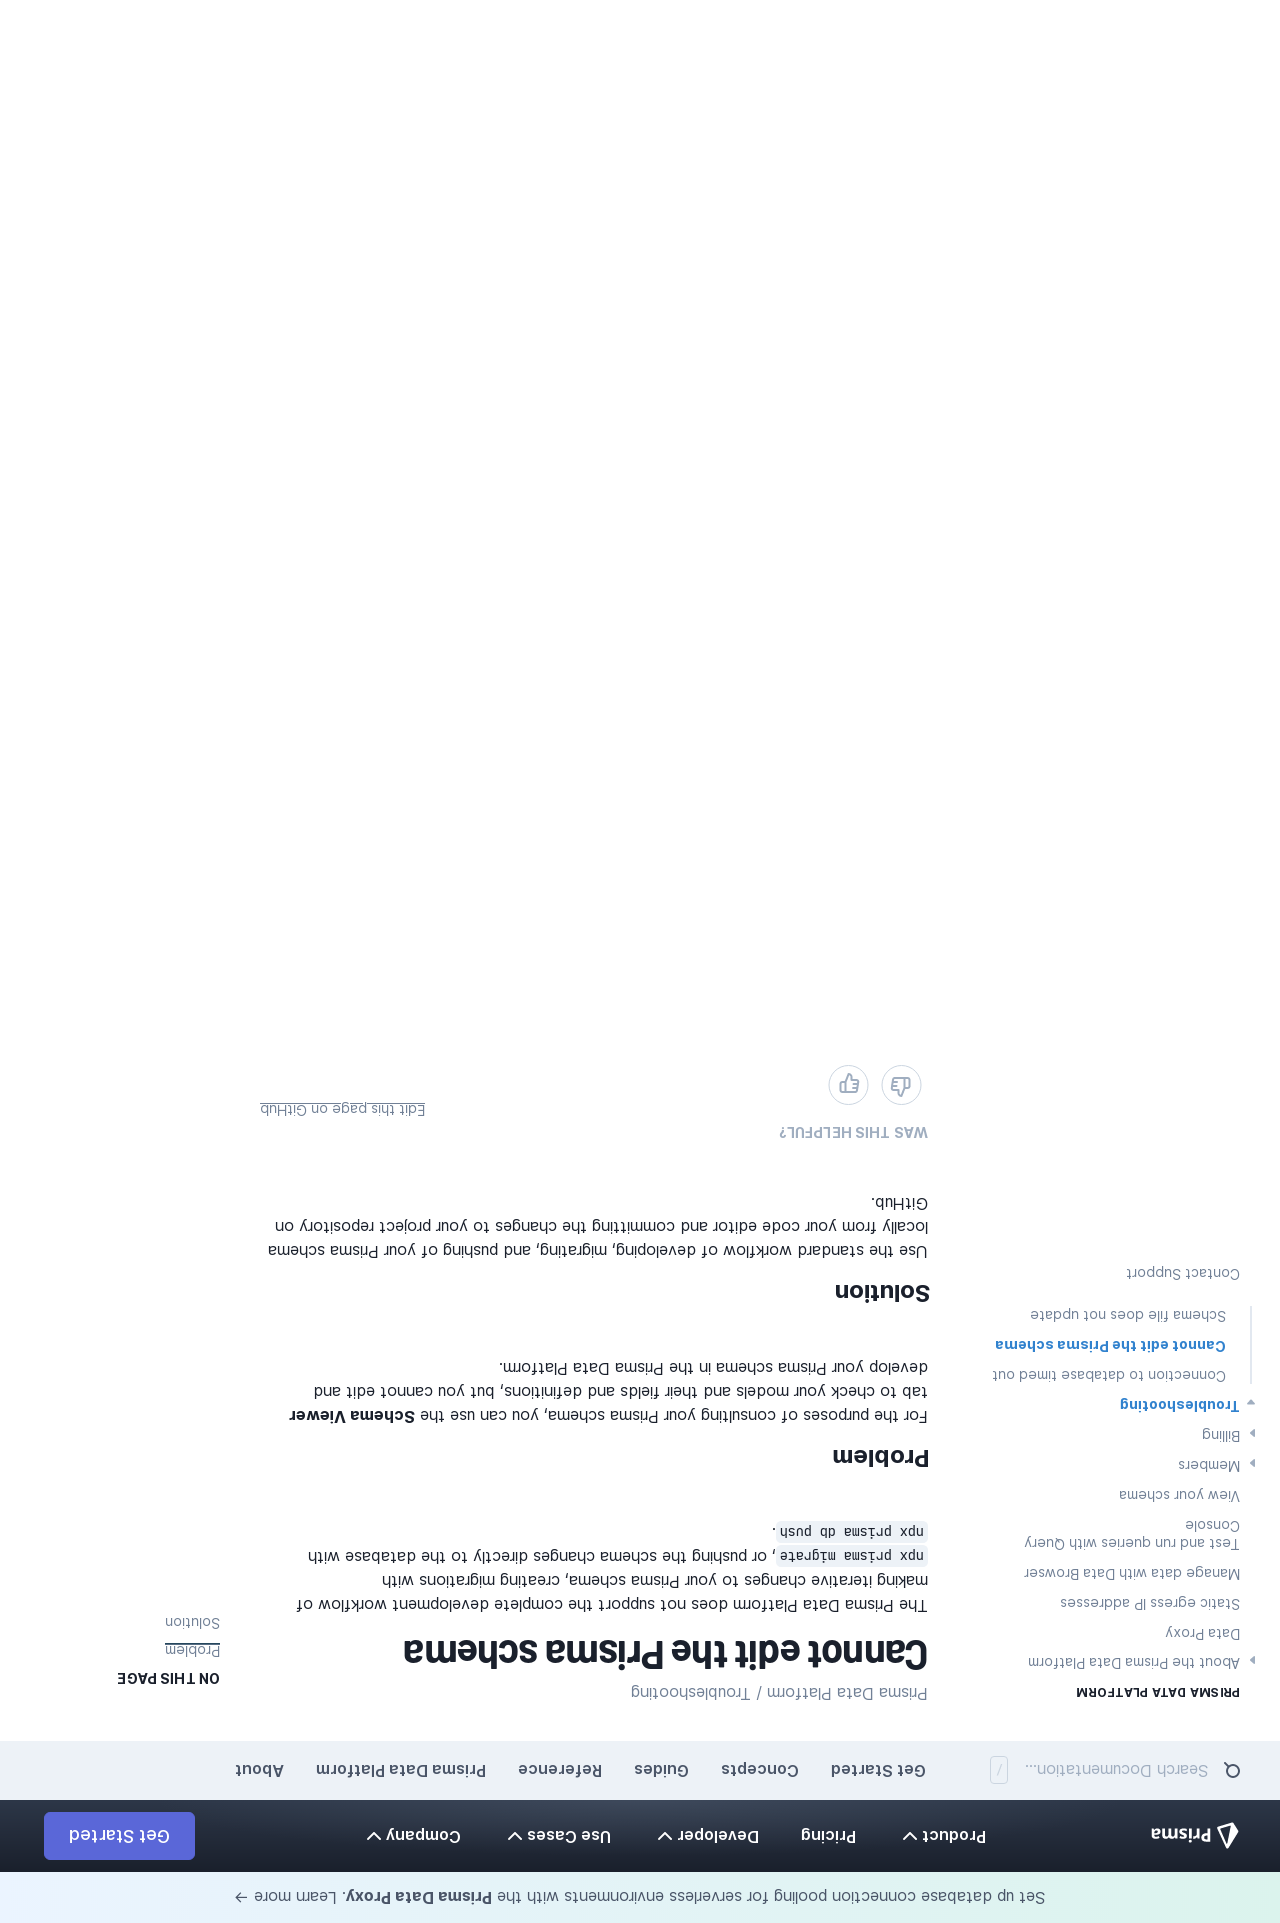 Set up database connection pooling for serverless environments with the Prisma Data Proxy. Learn more →
Prisma
Product
Pricing
Developer
Use Cases
Company
Get Started
Search Documentation...
/
Get Started
Concepts
Guides
Reference
Prisma Data Platform
About
PRISMA DATA PLATFORM
About the Prisma Data Platform
Data Proxy
Static egress IP addresses
Manage data with Data Browser
Test and run queries with Query
Console
View your schema
Members
Billing
Troubleshooting
Connection to database timed out
Cannot edit the Prisma schema
Schema file does not update
Contact Support
Prisma Data Platform / Troubleshooting
Cannot edit the Prisma schema
The Prisma Data Platform does not support the complete development workflow of
making iterative changes to your Prisma schema, creating migrations with
npx prisma migrate, or pushing the schema changes directly to the database with
npx prisma db push.
Problem
For the purposes of consulting your Prisma schema, you can use the Schema Viewer
tab to check your models and their fields and definitions, but you cannot edit and
develop your Prisma schema in the Prisma Data Platform.
Solution
Use the standard workflow of developing, migrating, and pushing of your Prisma schema
locally from your code editor and committing the changes to your project repository on
GitHub.
WAS THIS HELPFUL?
Edit this page on GitHub
ON THIS PAGE
Problem
Solution